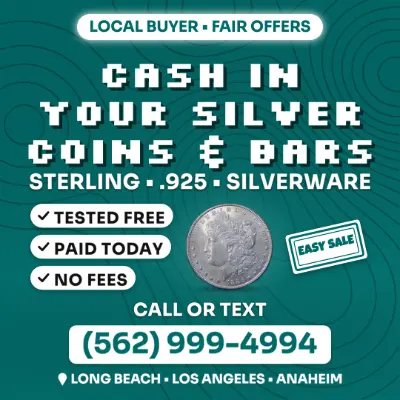 LOCAL BUYER • FAIR OFFERS
CASH IN
YOUR SILVER
COINS & BARS
STERLING • .925 • SILVERWARE
TESTED FREE
PAID TODAY
NO FEES
EASY SALE
CALL OR TEXT
(562) 999-4994
LONG BEACH • LOS ANGELES • ANAHEIM